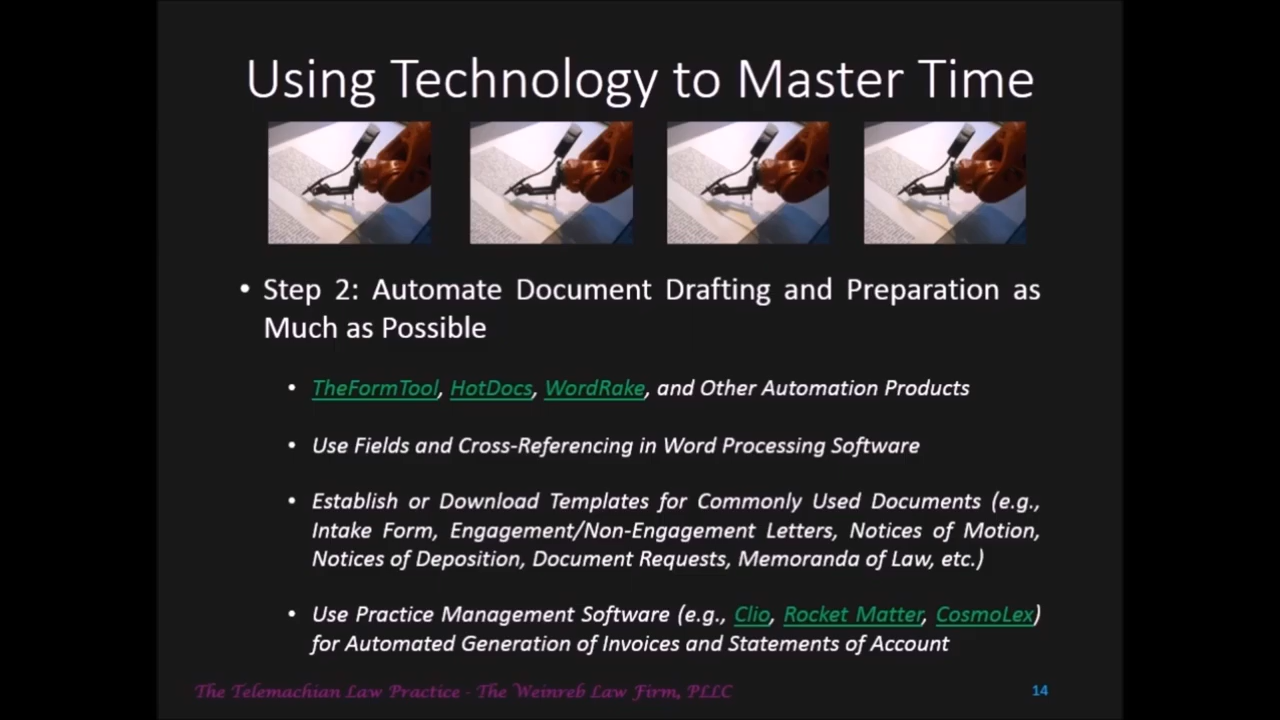 Using Technology to Master Time
• Step 2: Automate Document Drafting and Preparation as
Much as Possible
• TheFormTool, HotDocs, WordRake, and Other Automation Products
• Use Fields and Cross-Referencing in Word Processing Software
• Establish or Download Templates for Commonly Used Documents (e.g.,
Intake Form, Engagement/Non-Engagement Letters, Notices of Motion,
Notices of Deposition, Document Requests, Memoranda of Law, etc.)
• Use Practice Management Software (e.g., Clio, Rocket Matter, CosmoLex)
for Automated Generation of Invoices and Statements of Account
The Telemachian Law Practice - The Weinreb Law Firm, PLLC
14